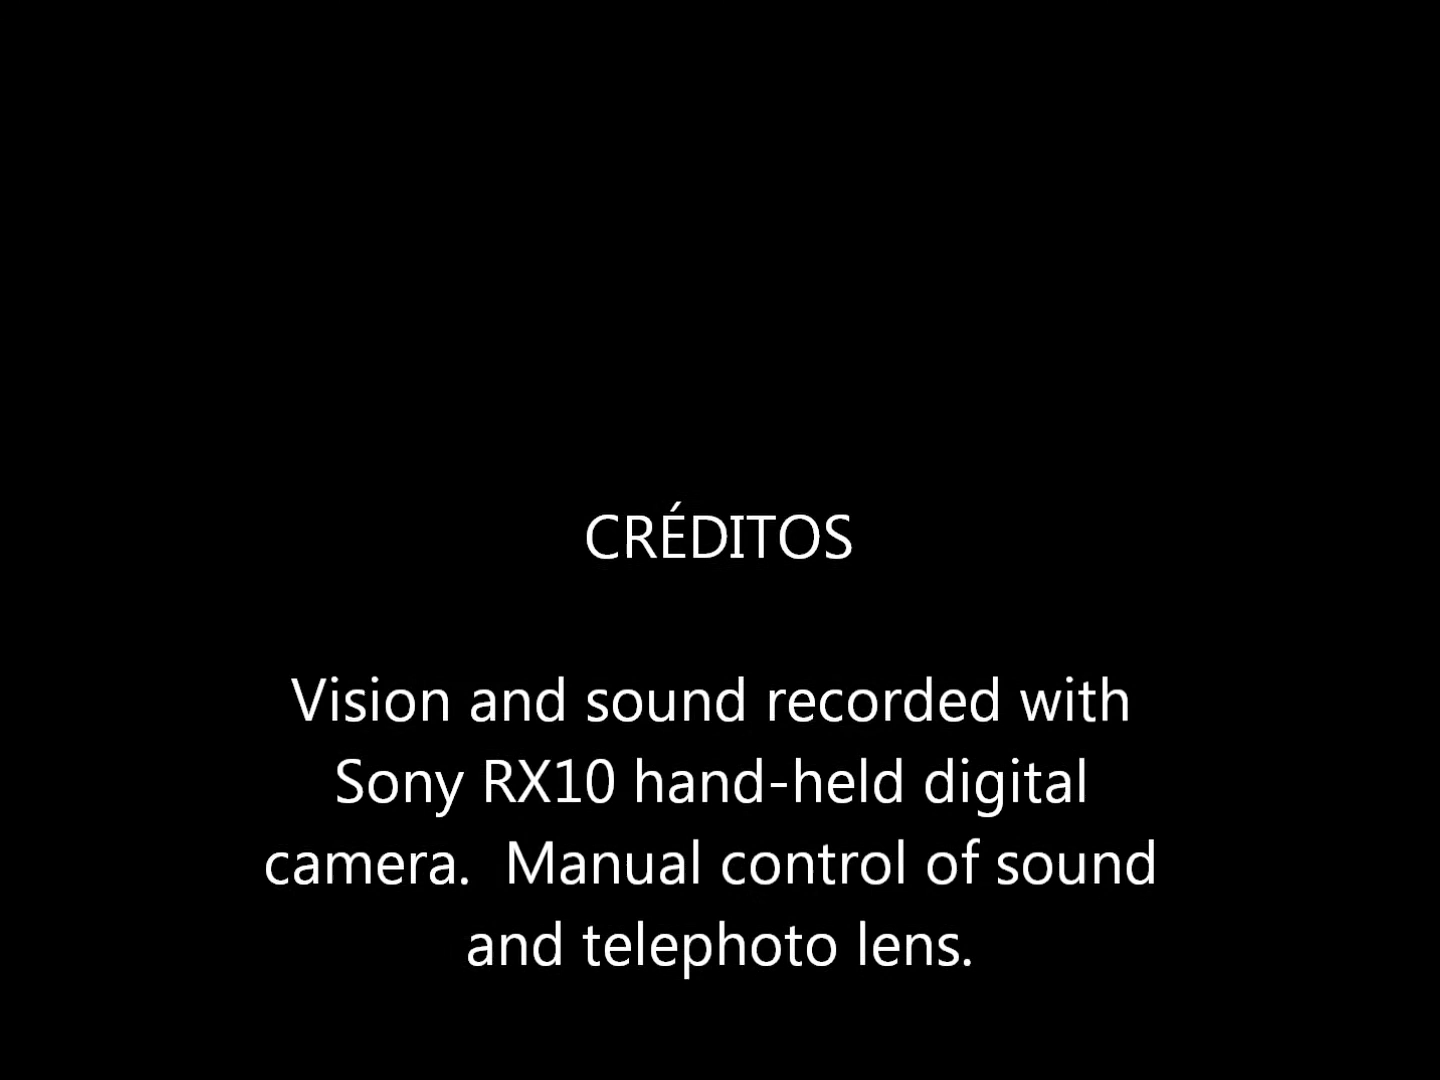 CRÉDITOS
Vision and sound recorded with
Sony RX10 hand-held digital
camera.  Manual control of sound
and telephoto lens.